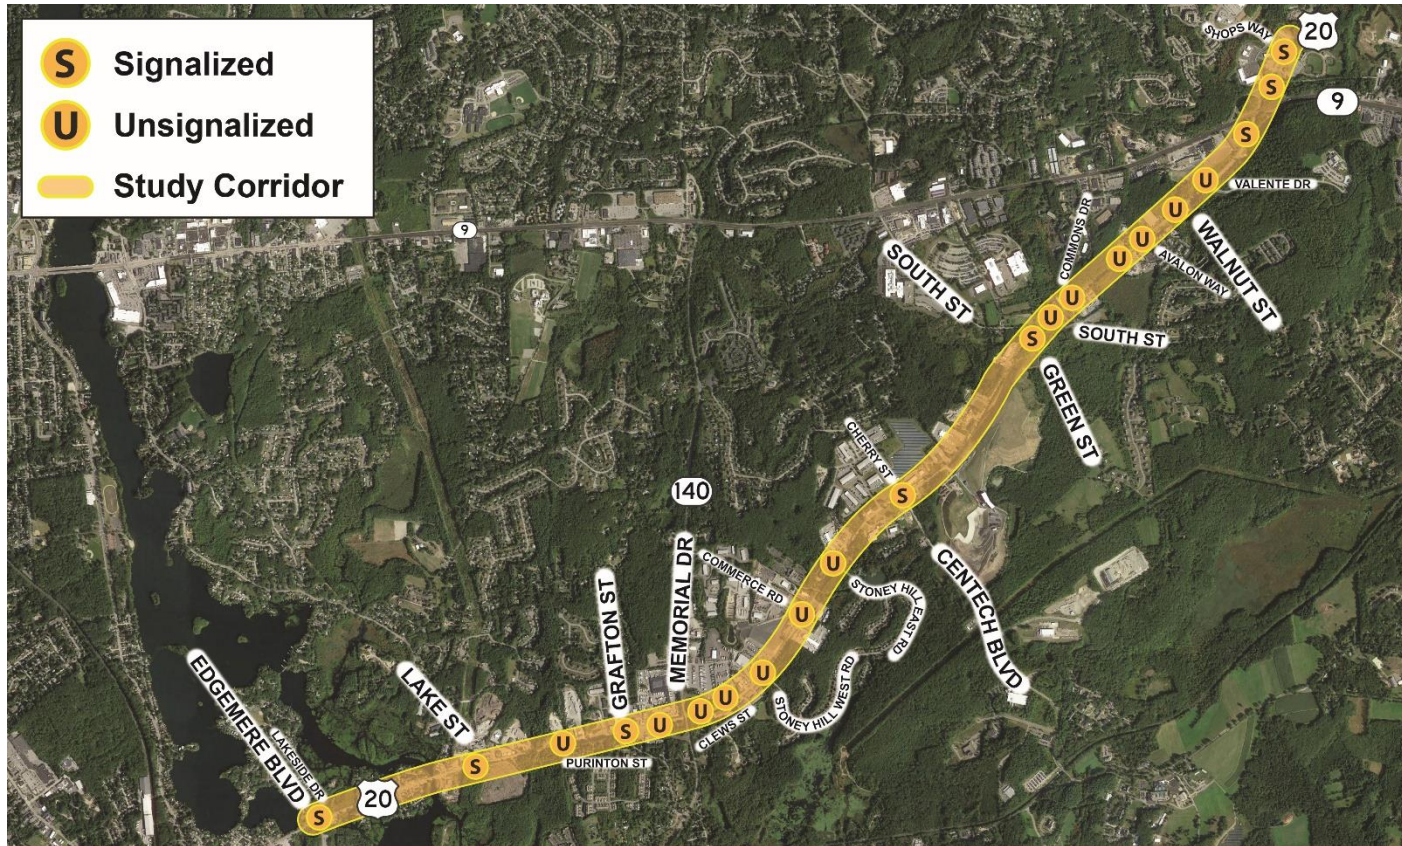 S Signalized
U Unsignalized
Study Corridor
SHOPS WAY
20
S
S
9
S
U
VALENTE DR
U
WALNUT ST
9
COMMONS DR
U
U
AVALON WAY
SOUTH ST
U
U
SOUTH ST
S
GREEN ST
CHERRY ST
S
140
CENTECH BLVD
MEMORIAL DR
COMMERCE RD
U
STONEY HILL EAST RD
GRAFTON ST
U
STONEY HILL WEST RD
U
U
U
CLEWS ST
U
S
U
PURINTON ST
LAKE ST
S
EDGEMERE BLVD
LAKESIDE DR
20
S